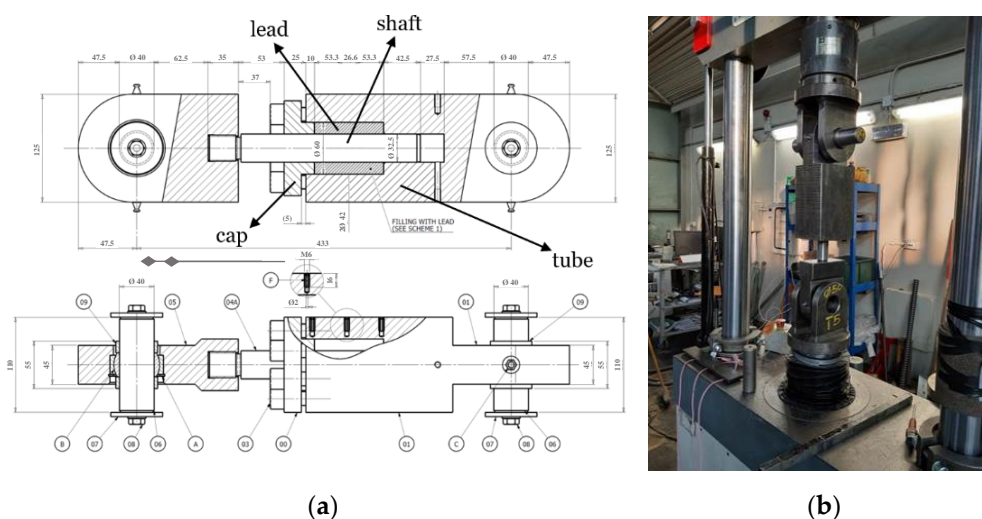 lead
shaft
47.5 Ø 40 62.5 35 53 25 10 53.3 26.6 53.3 42.5 27.5 57.5 Ø 40 47.5
37
125
Ø 60
Ø 32.5
125
(5)
FILLING WITH LEAD
(SEE SCHEME 1)
cap
tube
47.5 433
M6
F
16
Ø2
09 Ø 40 05 04A 01 Ø 40 09
110 55 45
45 55 110
B 07 08 06 A 03 00 01 C 07 08 06
T5
(a)
(b)